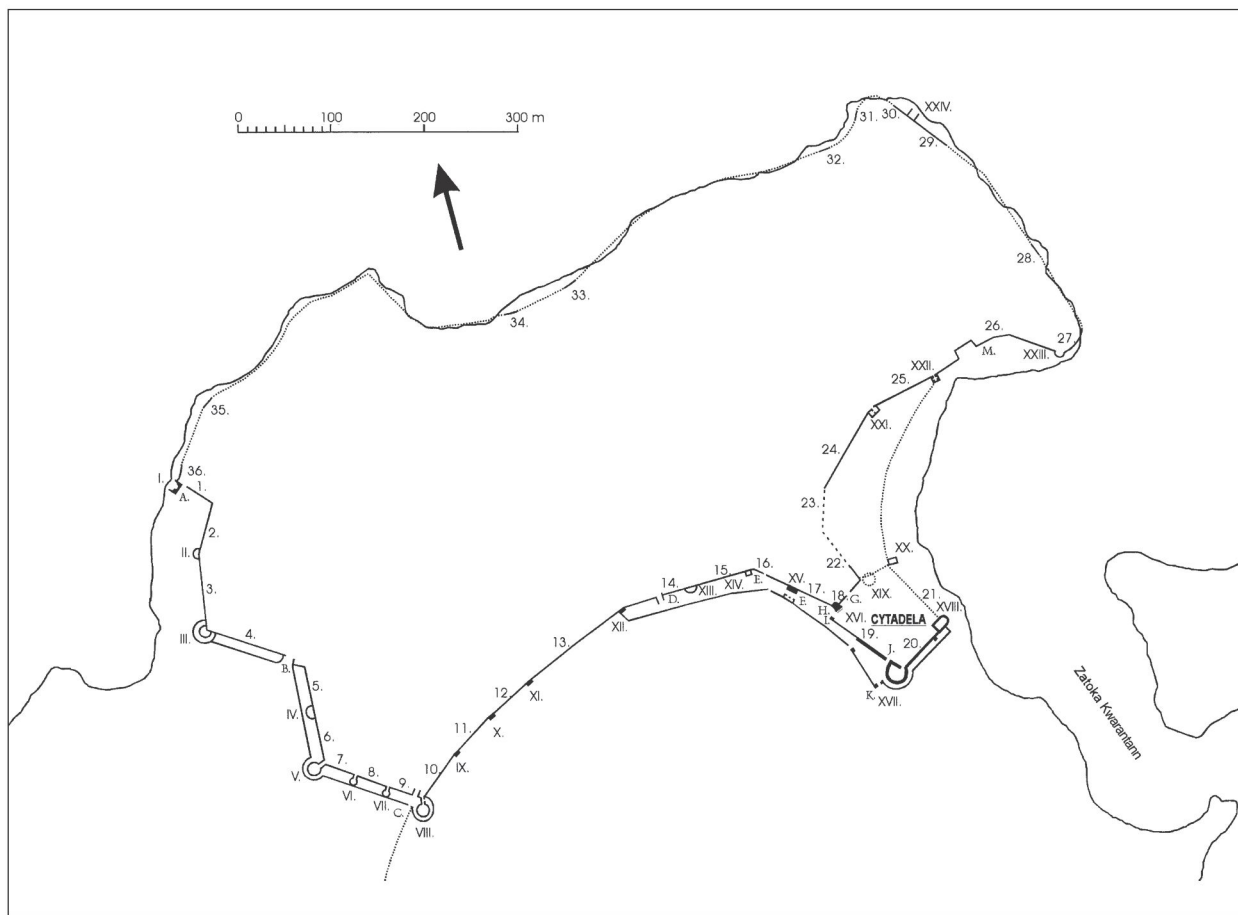 0 100 200 300 m
XXIV.
30.
31.
29.
32.
28.
33.
34.
27.
26.
M.
XXIII.
XXII.
25.
XXI.
24.
35.
36.
I.
A.
1.
23.
2.
II.
3.
XX.
22.
XIX.
21.
16.
15.
14.
XIV.
E.
XV.
17.
XIII.
D.
18.
G.
F.
XVIII.
H.
XVI.
CYTADELA
I.
XII.
III.
4.
19.
20.
J.
13.
B.
K.
XVII.
Zatoka Kwarantann
5.
XI.
12.
IV.
X.
6.
11.
V.
7.
8.
IX.
9.
10.
VI.
VII.
C.
VIII.